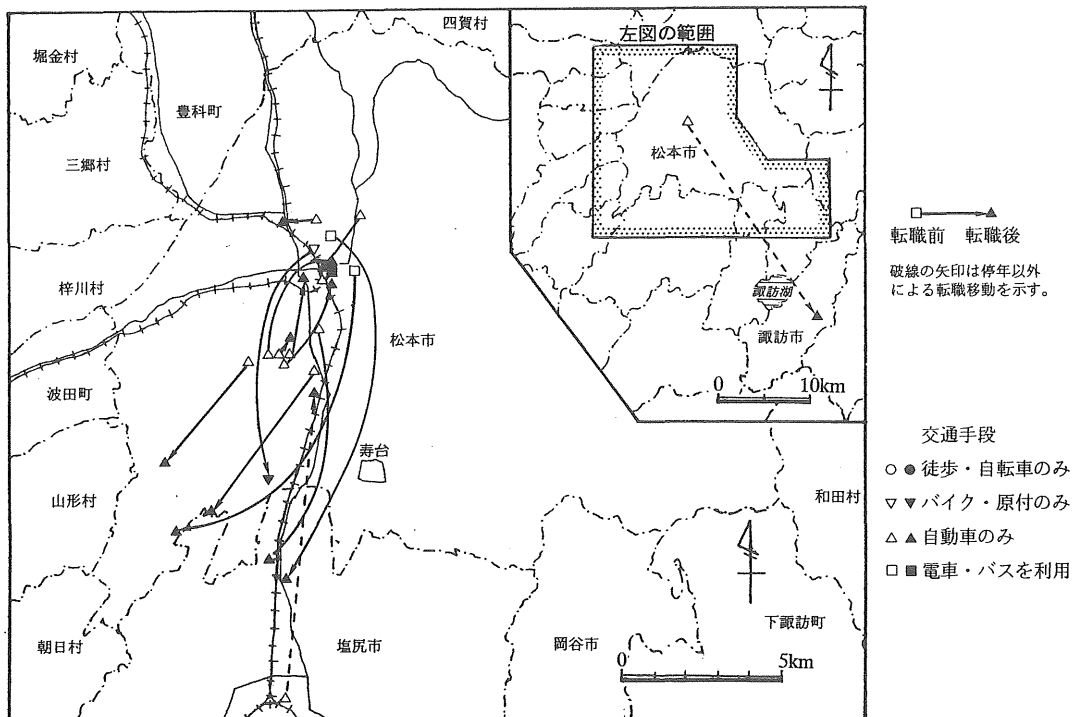 四賀村
堀金村
豊科町
三郷村
梓川村
波田町
松本市
寿台
山形村
朝日村
塩尻市
岡谷市
下諏訪町
和田村
0 5km
左図の範囲
松本市
諏訪湖
諏訪市
0 10km
転職前 転職後
破線の矢印は停年以外
による転職移動を示す。
交通手段
○ ● 徒歩・自転車のみ
▽ ▼ バイク・原付のみ
△ ▲ 自動車のみ
□ ■ 電車・バスを利用